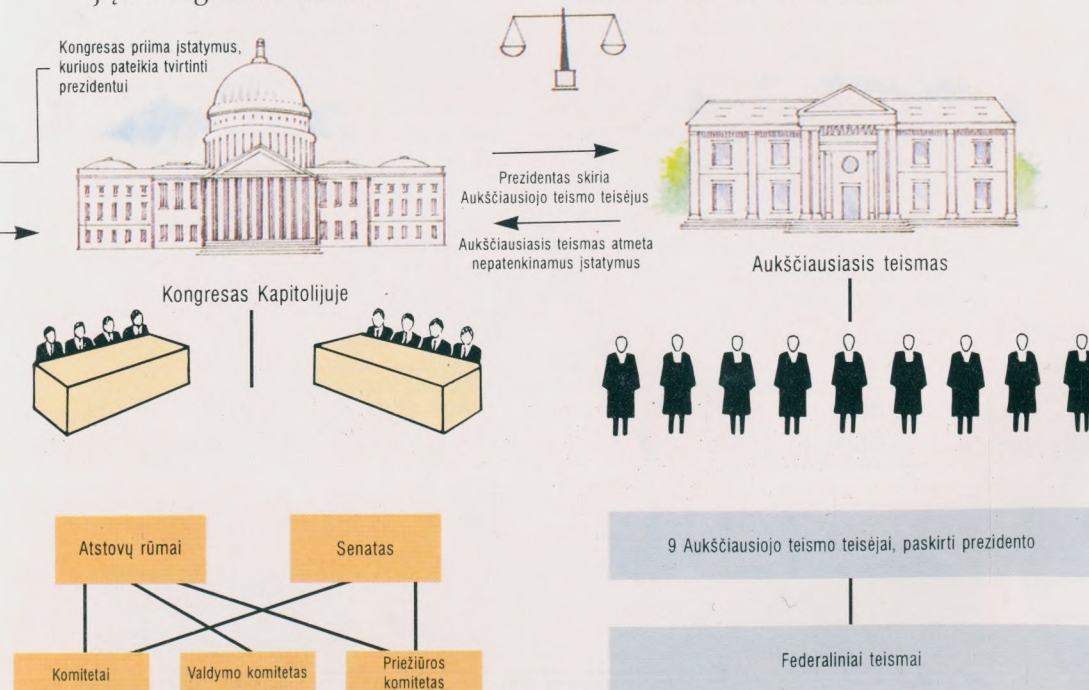 Kongresas priima įstatymus,
kuriuos pateikia tvirtinti
prezidentui
Prezidentas skiria
Aukščiausiojo teismo teisėjus
Aukščiausiasis teismas atmeta
nepatenkinamus įstatymus
Kongresas Kapitolijuje
Aukščiausiasis teismas
Atstovų rūmai
Senatas
9 Aukščiausiojo teismo teisėjai, paskirti prezidento
Komitetai
Valdymo komitetas
Priežiūros
komitetas
Federaliniai teismai